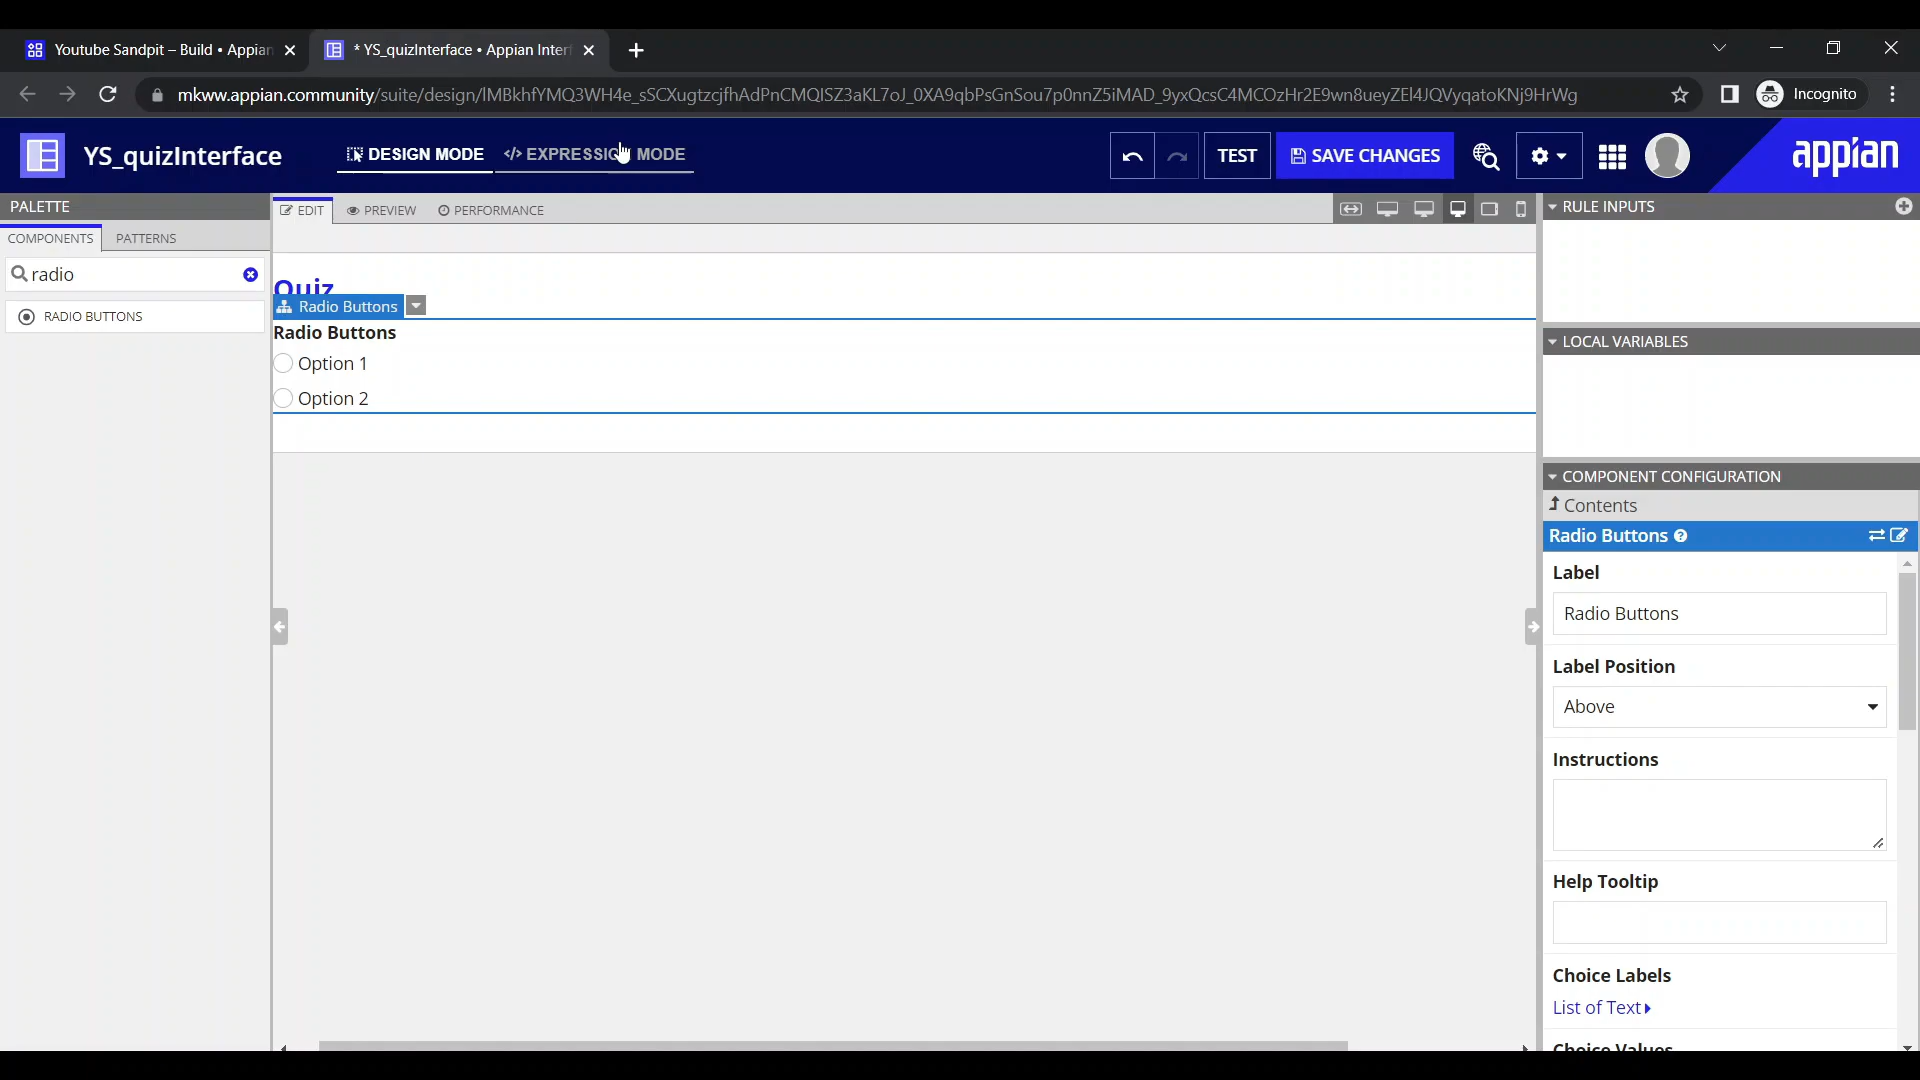 Youtube Sandpit – Build • Appian
* YS_quizInterface • Appian Inter
mkww.appian.community/suite/design/IMBkhfYMQ3WH4e_sSCXugtzcjfhAdPnCMQISZ3aKL7oJ_0XA9qbPsGnSou7p0nnZ5iMAD_9yxQcsC4MCOzHr2E9wn8ueyZEl4JQVyqatoKNj9HrWg
Incognito
YS_quizInterface
DESIGN MODE
</> EXPRESSION MODE
TEST
SAVE CHANGES
appian
PALETTE
COMPONENTS
PATTERNS
radio
RADIO BUTTONS
EDIT
PREVIEW
PERFORMANCE
Quiz
Radio Buttons
Radio Buttons
Option 1
Option 2
RULE INPUTS
LOCAL VARIABLES
COMPONENT CONFIGURATION
Contents
Radio Buttons
Label
Radio Buttons
Label Position
Above
Instructions
Help Tooltip
Choice Labels
List of Text
Choice Values